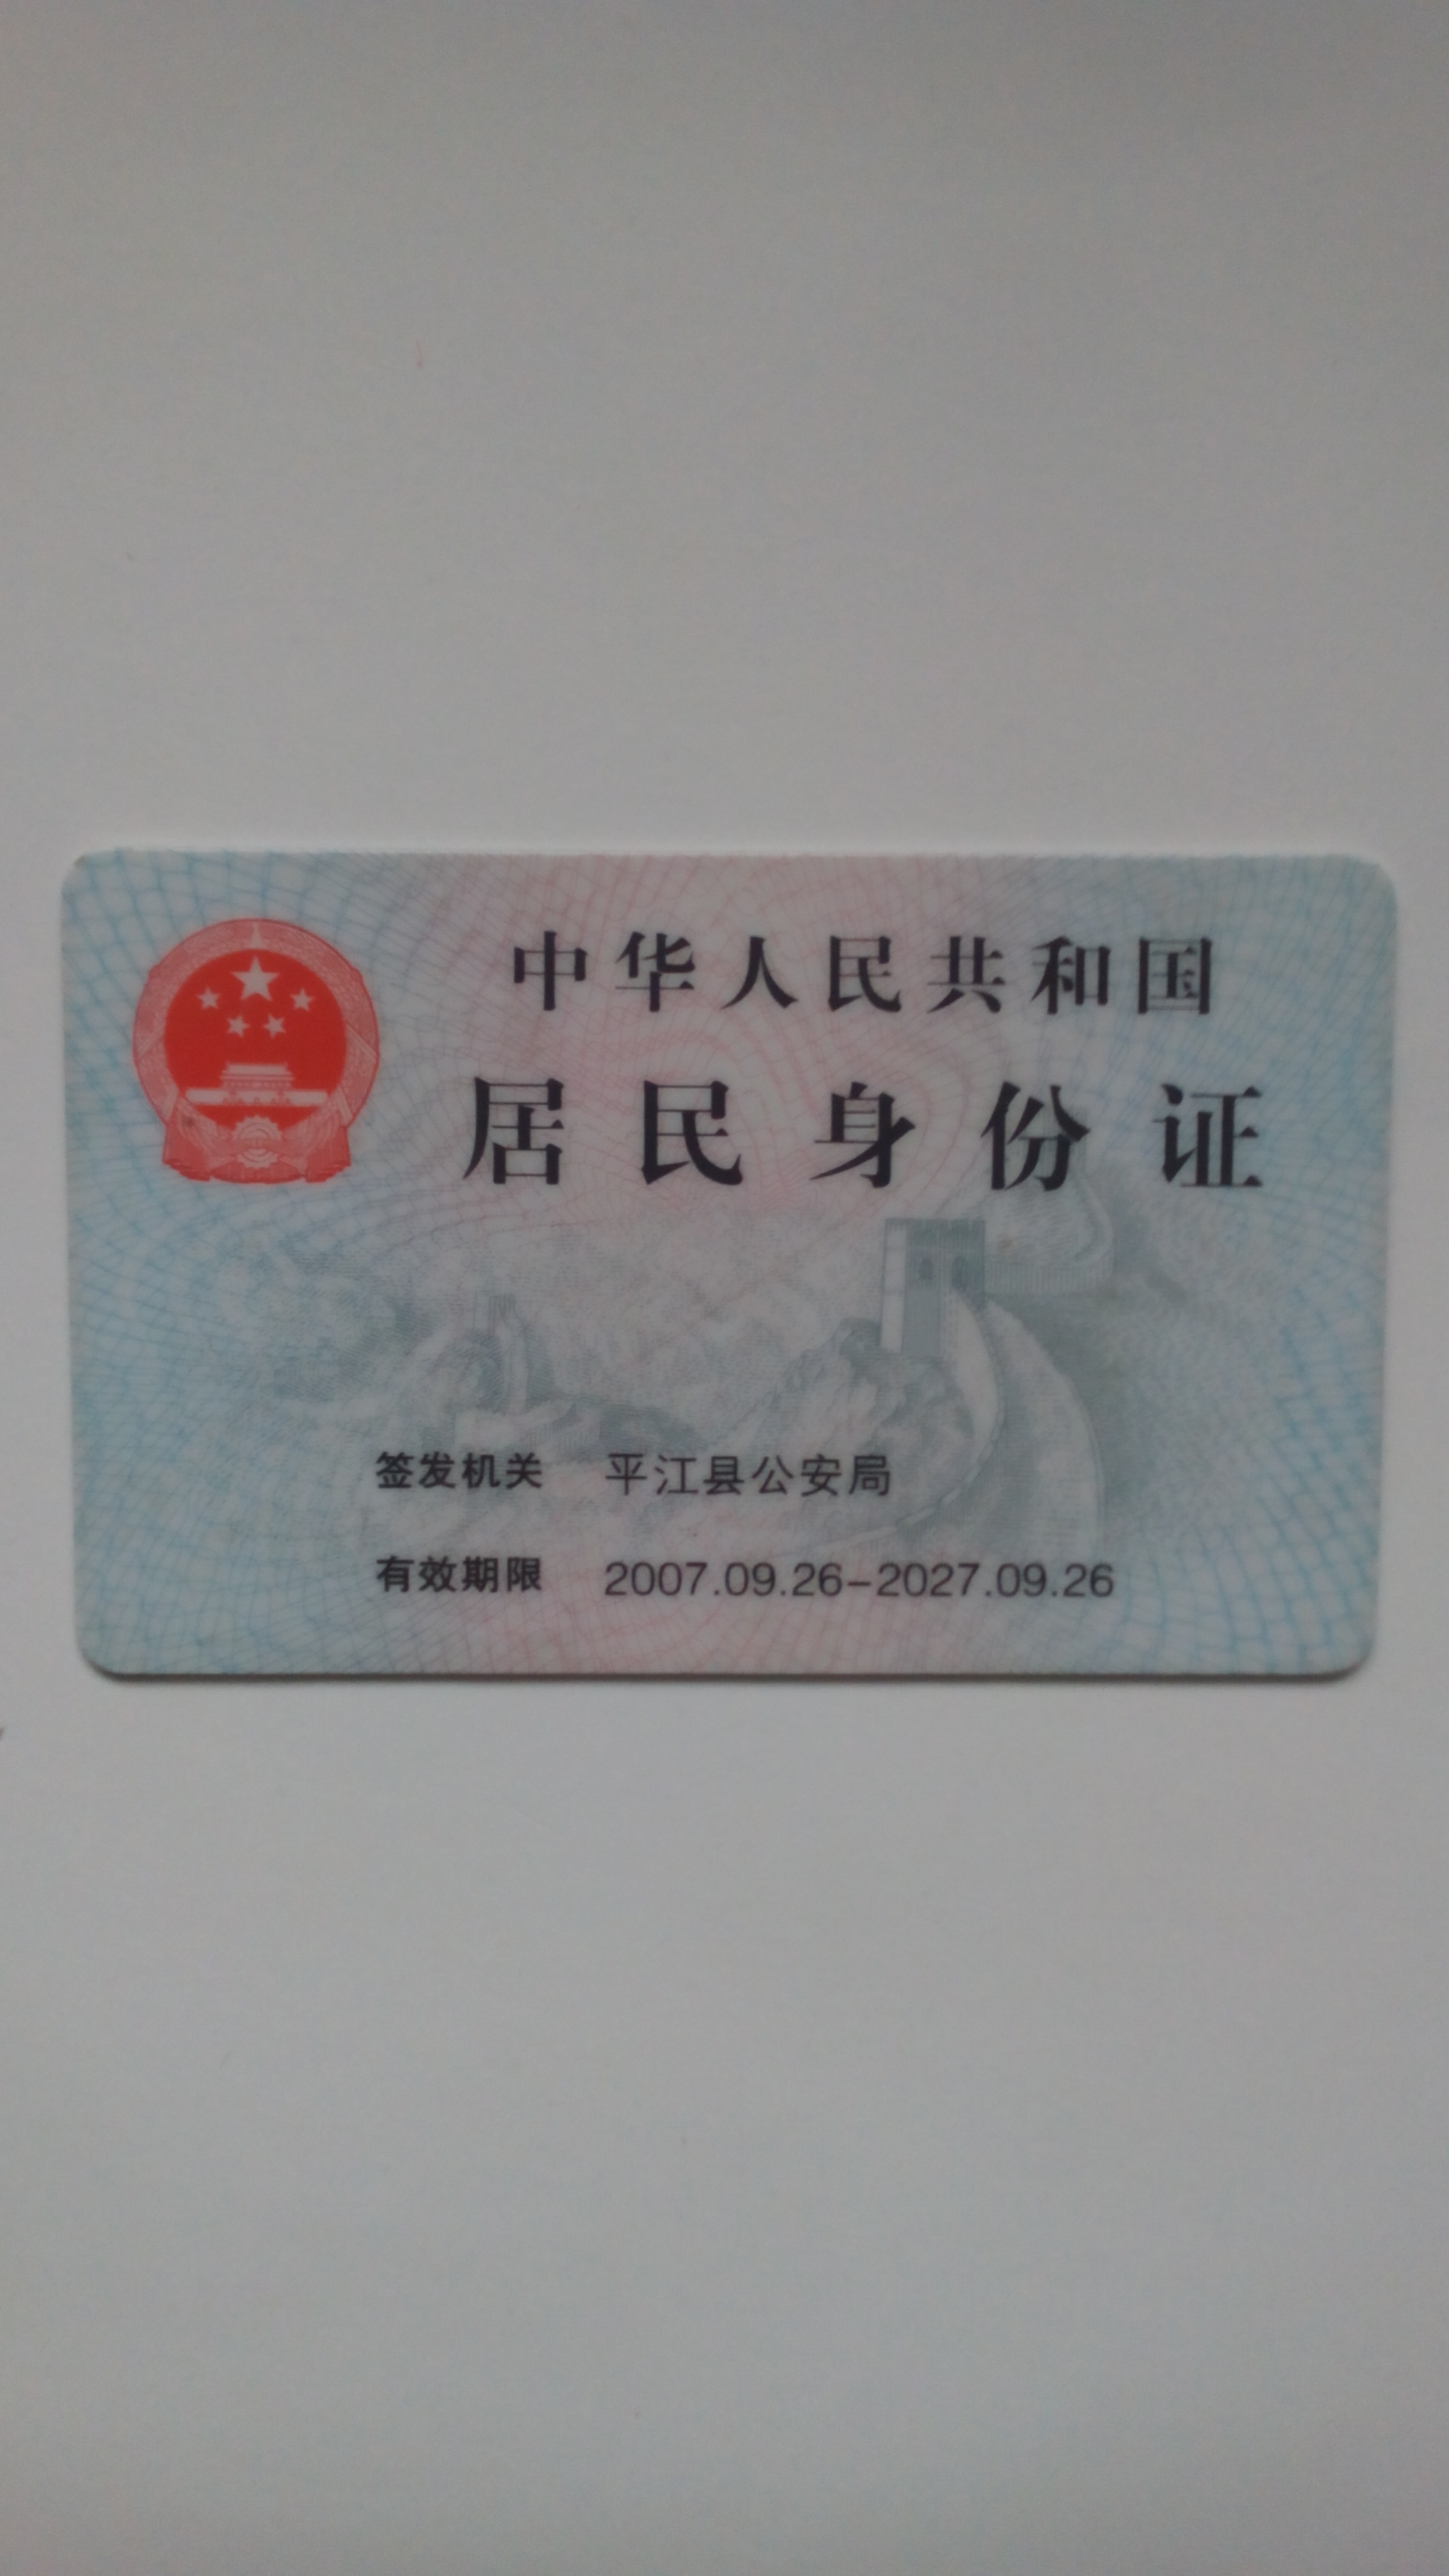 中华人民共和国
居民身份证
签发机关 平江县公安局
有效期限 2007.09.26-2027.09.26